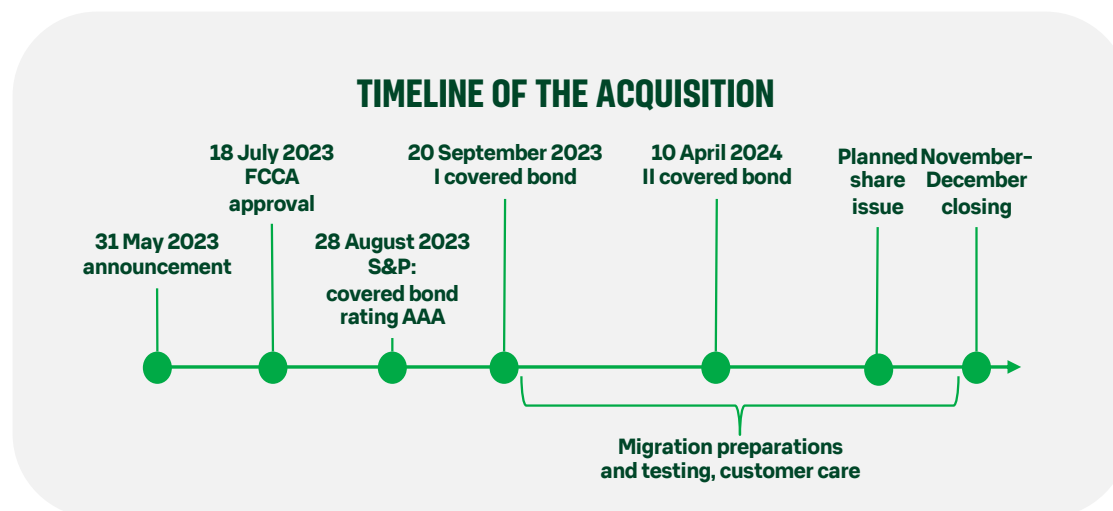 TIMELINE OF THE ACQUISITION
31 May 2023
announcement
18 July 2023
FCCA
approval
28 August 2023
S&P:
covered bond
rating AAA
20 September 2023
I covered bond
10 April 2024
II covered bond
Planned
share
issue
November–
December
closing
Migration preparations
and testing, customer care